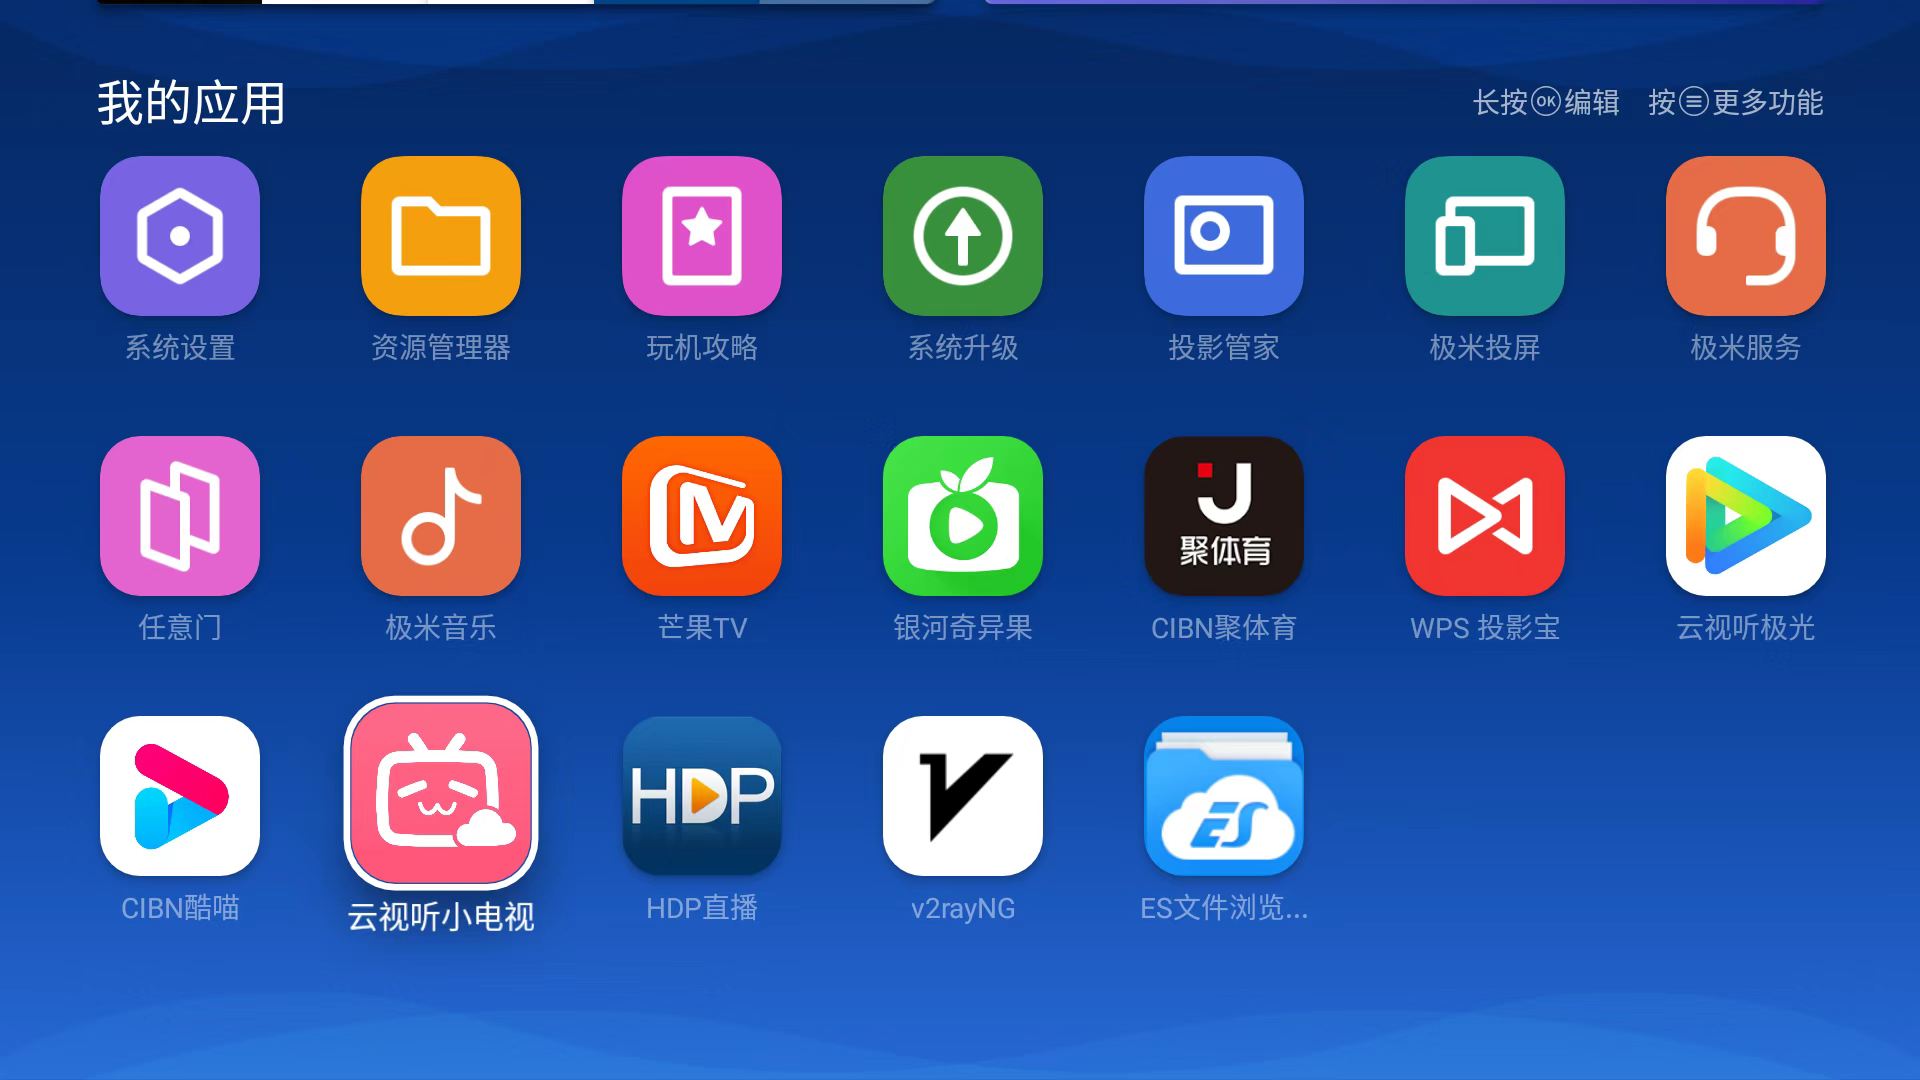 我的应用
长按OK编辑 按更多功能
系统设置
资源管理器
玩机攻略
系统升级
投影管家
极米投屏
极米服务
聚体育
任意门
极米音乐
芒果TV
银河奇异果
CIBN聚体育
WPS 投影宝
云视听极光
HDP
ES
CIBN酷喵
云视听小电视
HDP直播
v2rayNG
ES文件浏览...